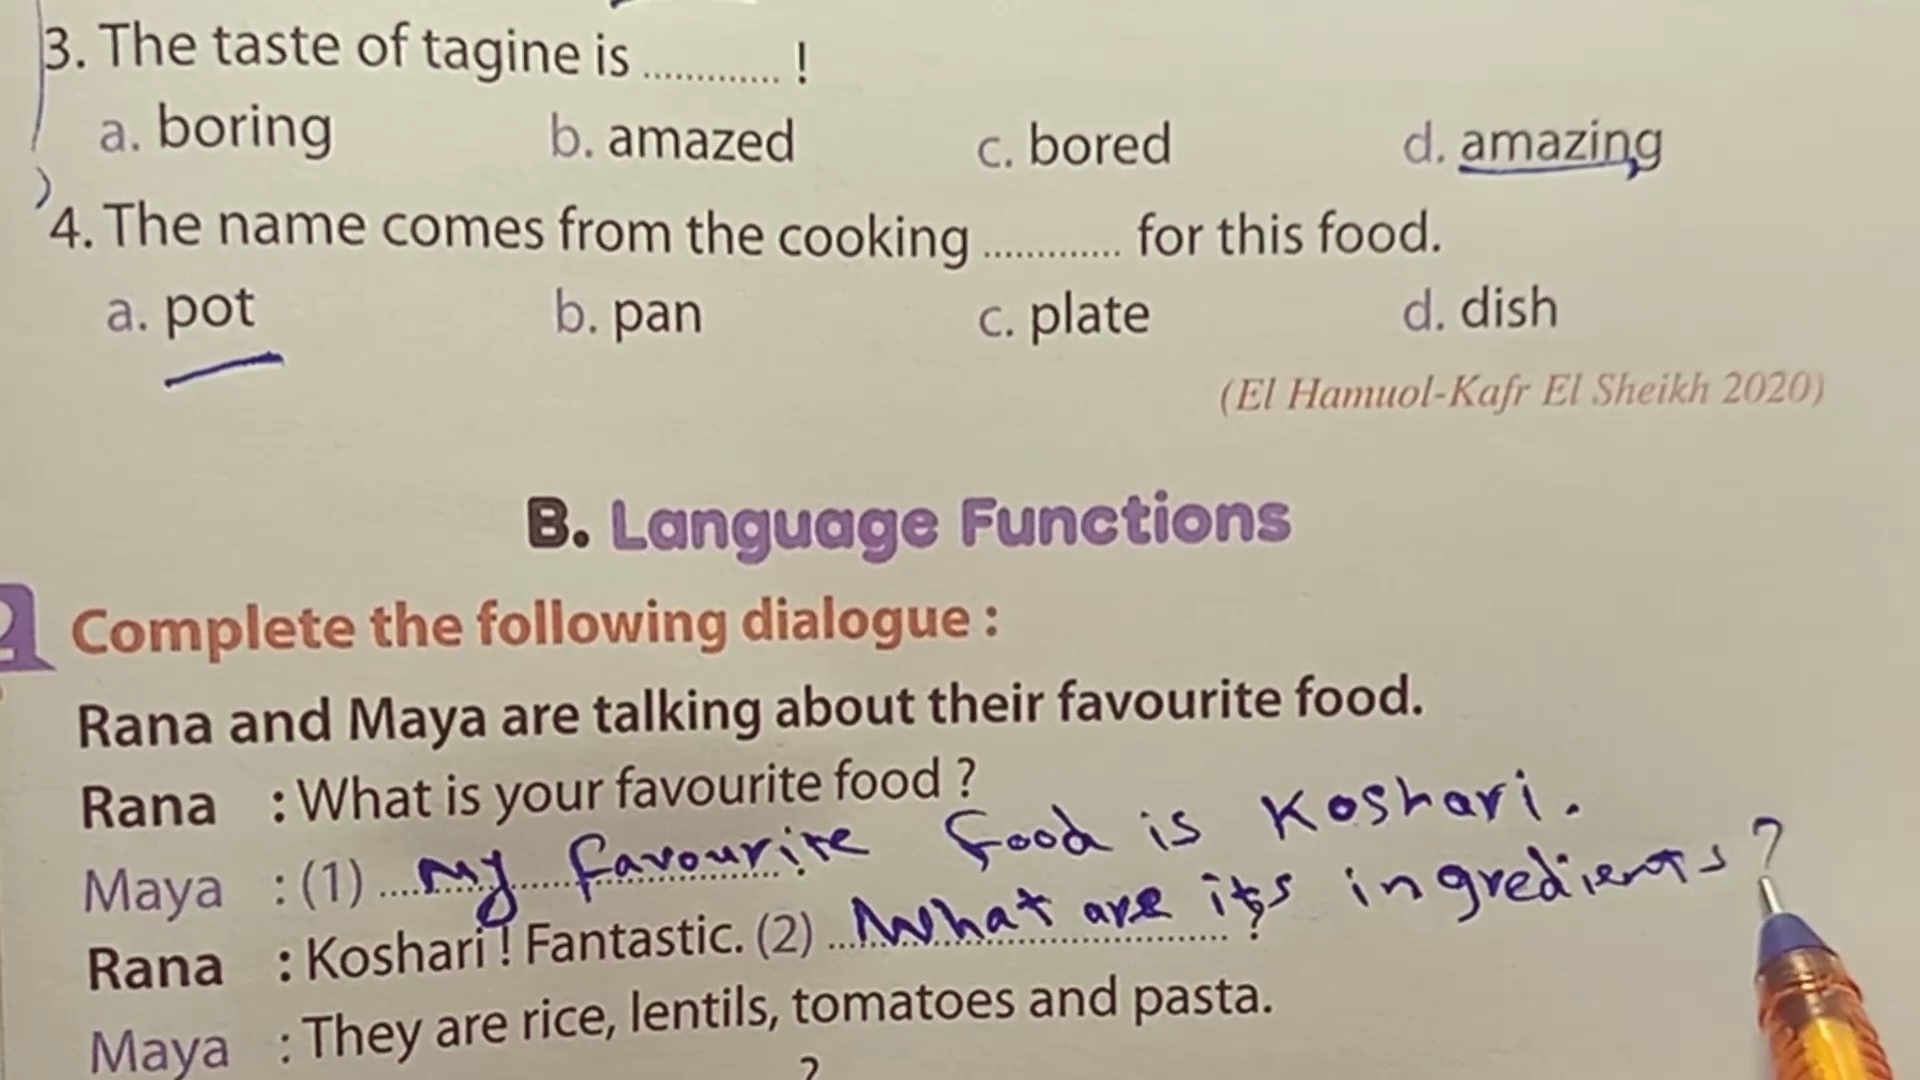 3. The taste of tagine is ............. !
a. boring b. amazed c. bored d. amazing
4. The name comes from the cooking ............. for this food.
a. pot b. pan c. plate d. dish
(El Hamuol-Kafr El Sheikh 2020)
B. Language Functions
2 Complete the following dialogue :
Rana and Maya are talking about their favourite food.
Rana : What is your favourite food ?
Maya : (1) My favourite food is Koshari.
Rana : Koshari ! Fantastic. (2) What are its ingredients ? ?
Maya : They are rice, lentils, tomatoes and pasta.
?